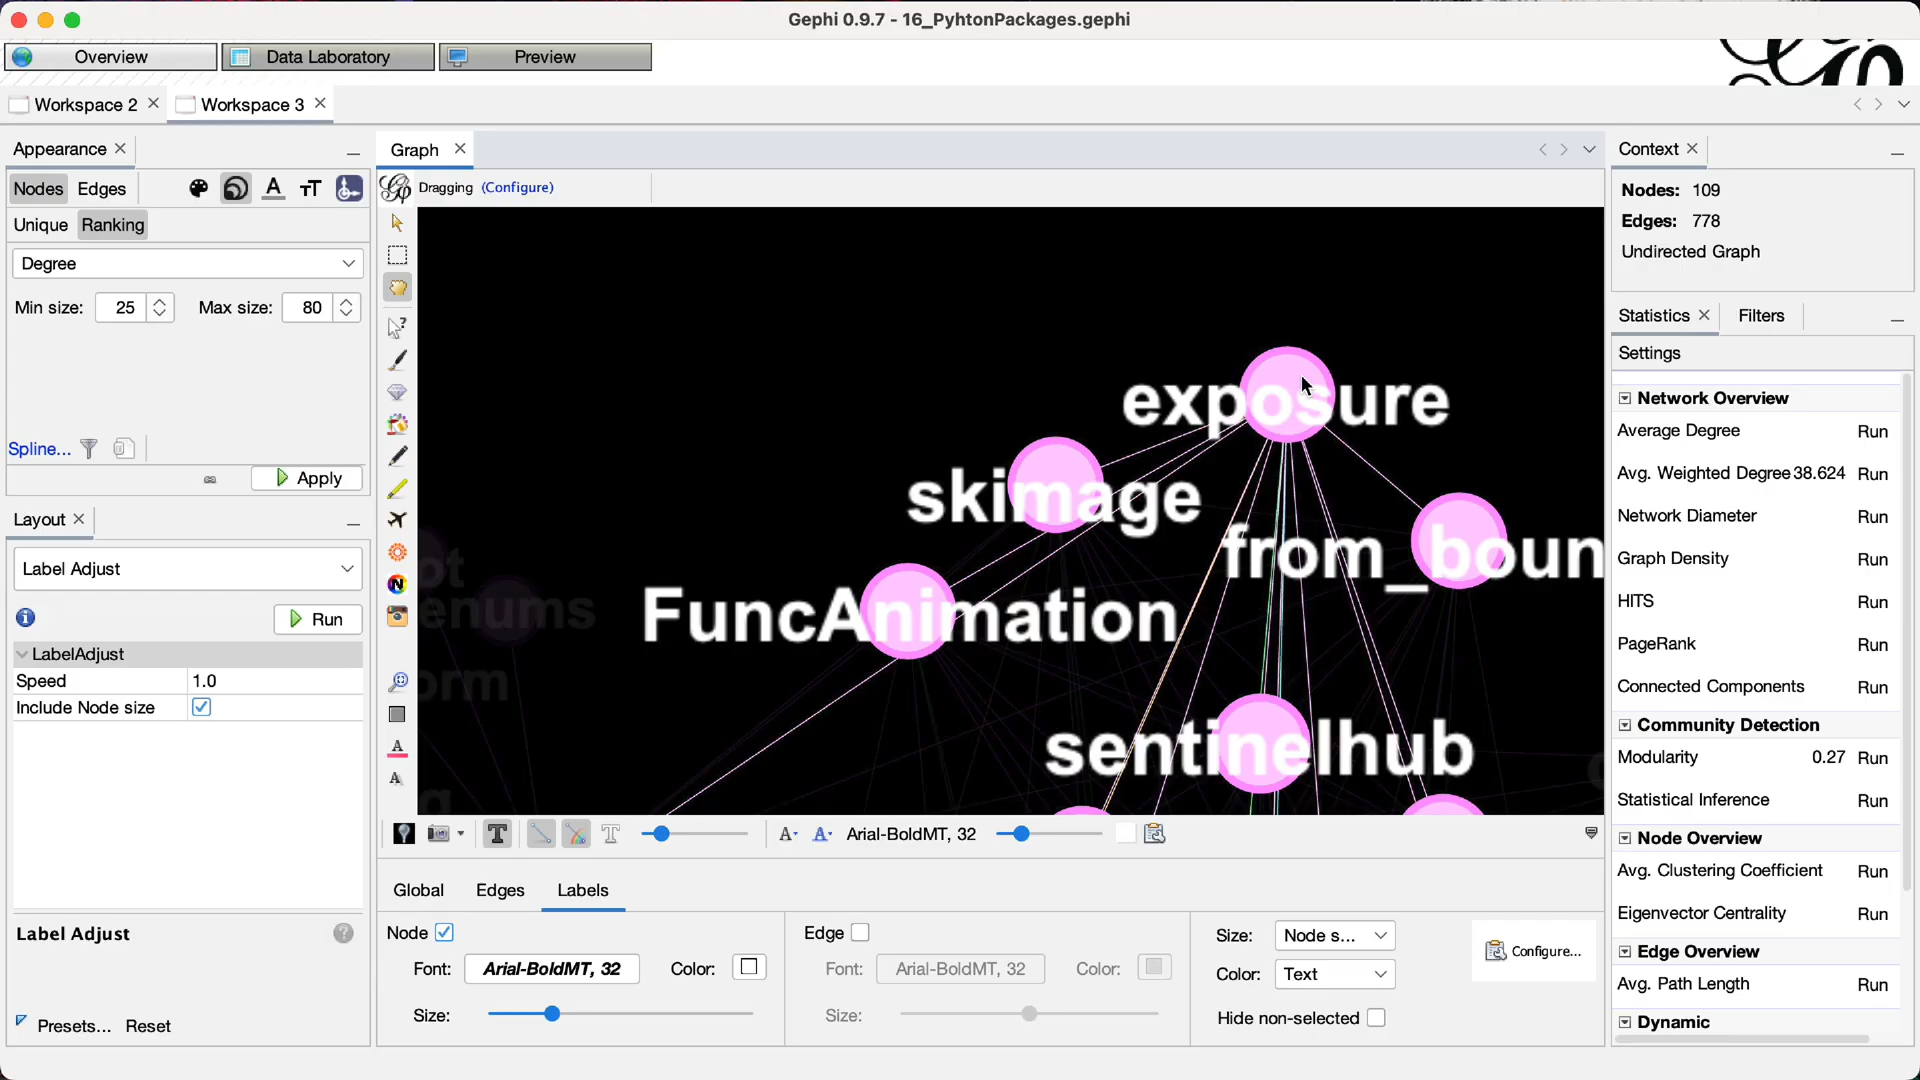 Gephi 0.9.7 - 16_PyhtonPackages.gephi
Overview
Data Laboratory
Preview
Workspace 2
Workspace 3
Appearance
Nodes
Edges
Unique
Ranking
Degree
Min size: 25
Max size: 80
Spline...
Apply
Layout
Label Adjust
Run
LabelAdjust
Speed 1.0
Include Node size
Label Adjust
Presets...
Reset
Graph
Dragging (Configure)
exposure
skimage
from_boun
FuncAnimation
enums
orm
sentinelhub
Arial-BoldMT, 32
Global
Edges
Labels
Node
Font: Arial-BoldMT, 32 Color:
Size:
Edge
Font: Arial-BoldMT, 32 Color:
Size:
Size: Node s...
Color: Text
Hide non-selected
Configure...
Context
Nodes: 109
Edges: 778
Undirected Graph
Statistics
Filters
Settings
Network Overview
Average Degree Run
Avg. Weighted Degree 38.624 Run
Network Diameter Run
Graph Density Run
HITS Run
PageRank Run
Connected Components Run
Community Detection
Modularity 0.27 Run
Statistical Inference Run
Node Overview
Avg. Clustering Coefficient Run
Eigenvector Centrality Run
Edge Overview
Avg. Path Length Run
Dynamic